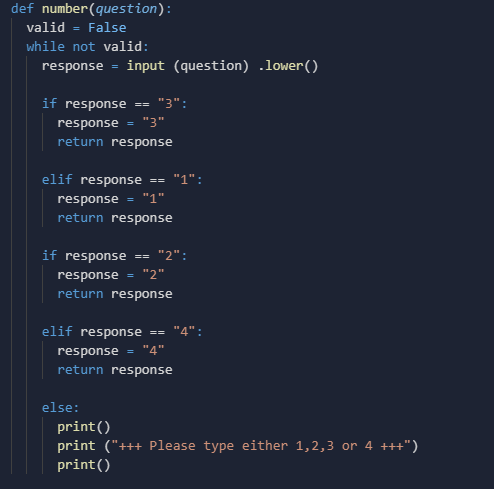 def number(question):
  valid = False
  while not valid:
    response = input (question) .lower()

    if response == "3":
      response = "3"
      return response

    elif response == "1":
      response = "1"
      return response

    if response == "2":
      response = "2"
      return response

    elif response == "4":
      response = "4"
      return response

    else:
      print()
      print ("+++ Please type either 1,2,3 or 4 +++")
      print()